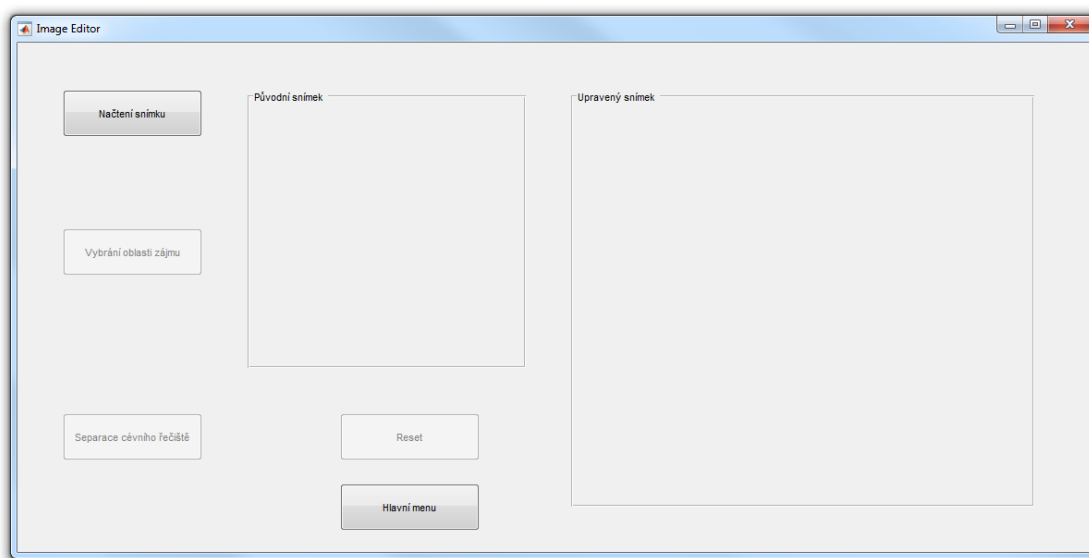 Image Editor
Načtení snímku
Původní snímek
Upravený snímek
Vybrání oblasti zájmu
Separace cévního řečiště
Reset
Hlavní menu